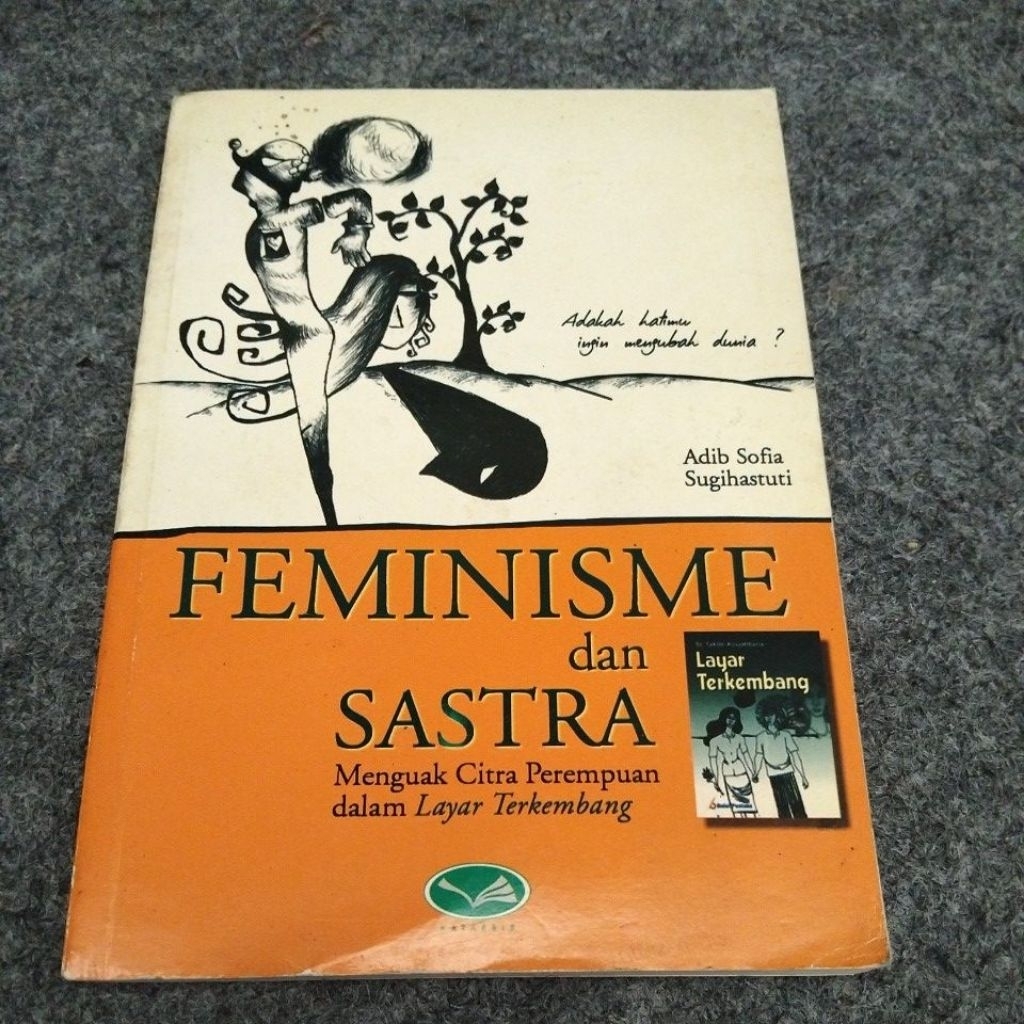 Adakah hatimu
ingin mengubah dunia ?
Adib Sofia
Sugihastuti
FEMINISME
dan
SASTRA
Layar
Terkembang
Menguak Citra Perempuan
dalam Layar Terkembang